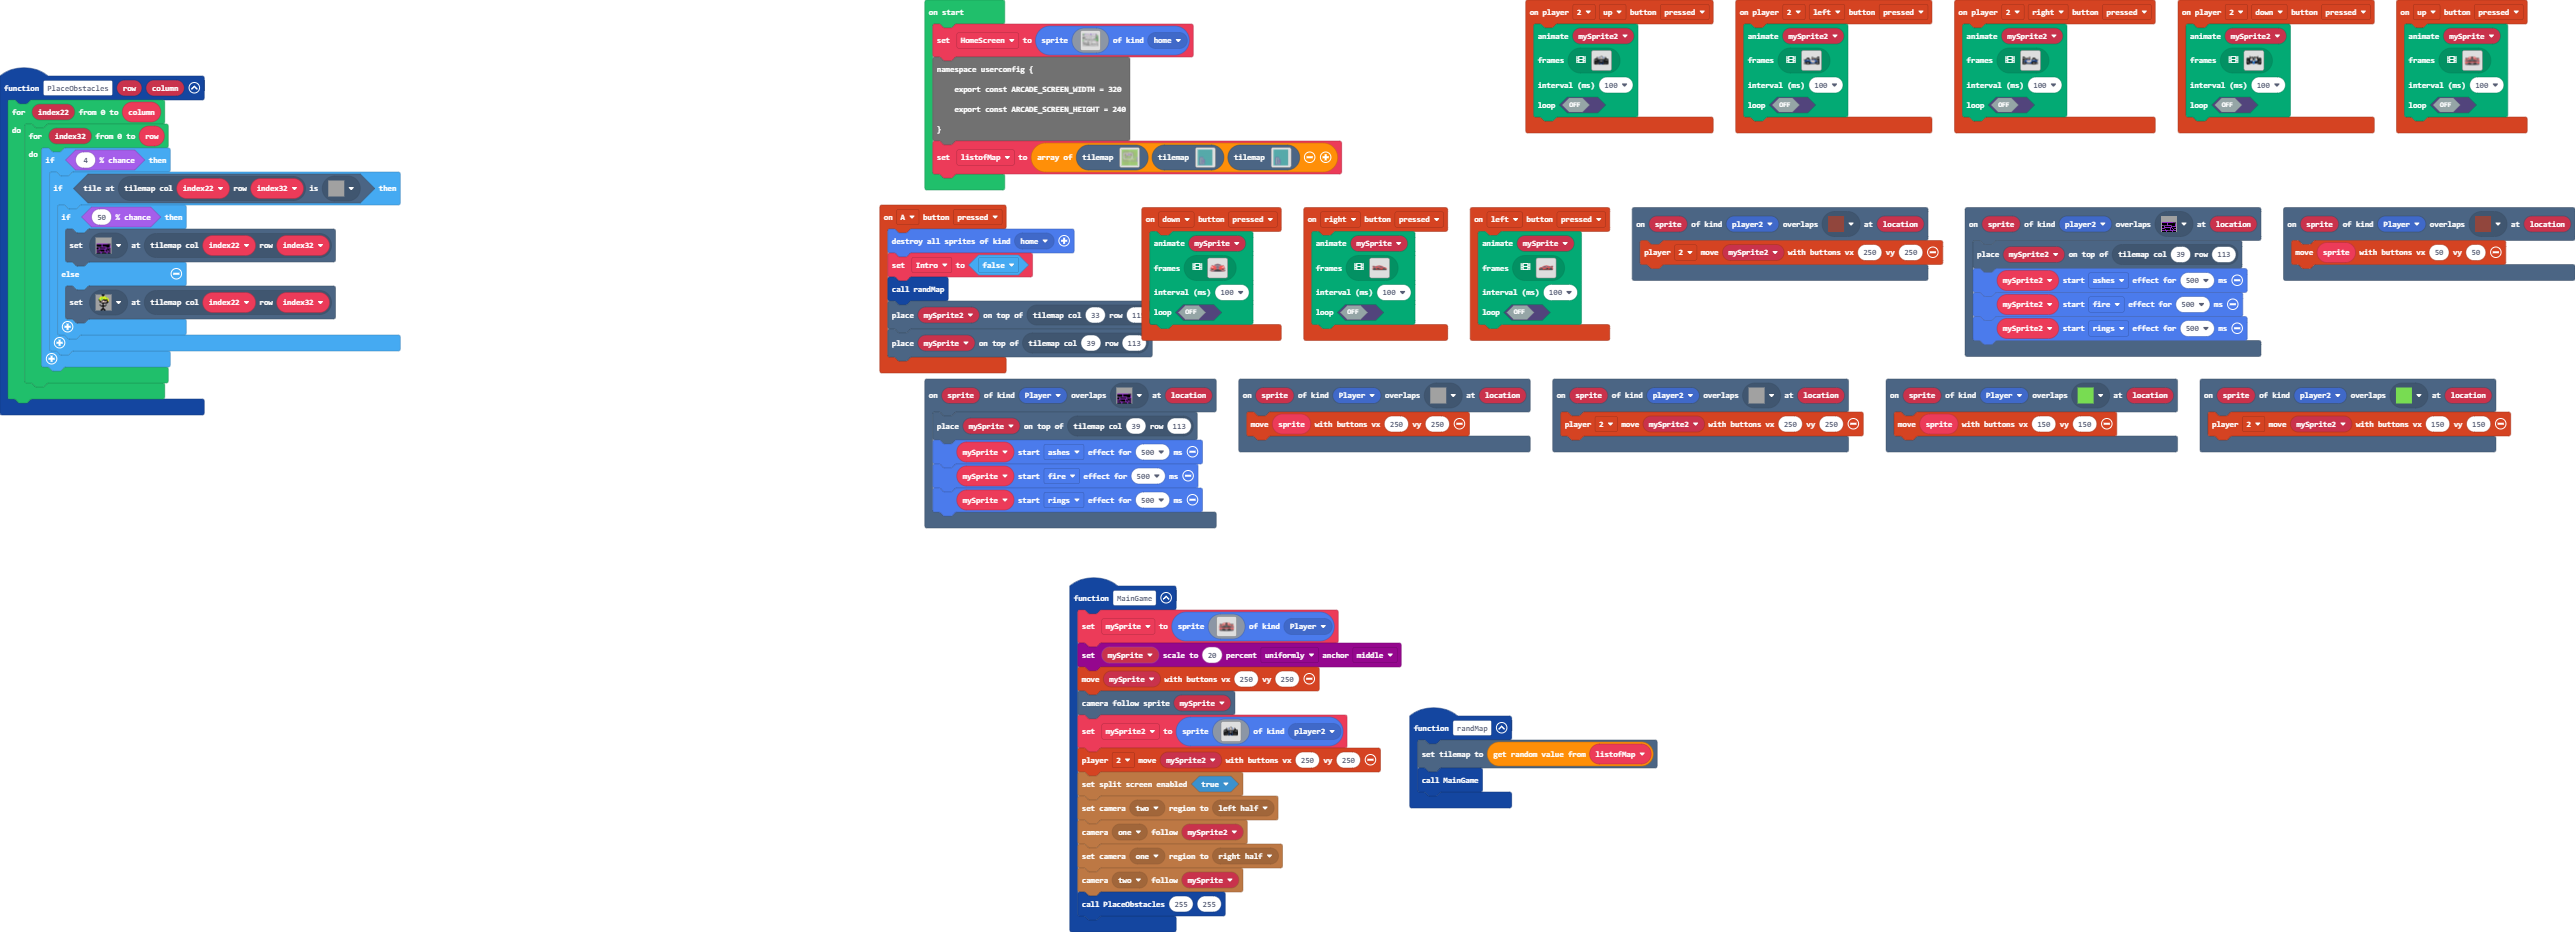 function PlaceObstacles row column
for index22 from 0 to column
do
for index32 from 0 to row
do
if 4 % chance then
if tile at tilemap col index22 row index32 is then
if 50 % chance then
set at tilemap col index22 row index32
else
set at tilemap col index22 row index32
on start
set HomeScreen to sprite of kind home
namespace userconfig {
export const ARCADE_SCREEN_WIDTH = 320
export const ARCADE_SCREEN_HEIGHT = 240
}
set listofMap to array of tilemap tilemap tilemap
on player 2 up button pressed
animate mySprite2
frames
interval (ms) 100
loop OFF
on player 2 left button pressed
animate mySprite2
frames
interval (ms) 100
loop OFF
on player 2 right button pressed
animate mySprite2
frames
interval (ms) 100
loop OFF
on player 2 down button pressed
animate mySprite2
frames
interval (ms) 100
loop OFF
on up button pressed
animate mySprite
frames
interval (ms) 100
loop OFF
on A button pressed
destroy all sprites of kind home
set Intro to false
call randMap
place mySprite2 on top of tilemap col 33 row 11
place mySprite on top of tilemap col 39 row 113
on down button pressed
animate mySprite
frames
interval (ms) 100
loop OFF
on right button pressed
animate mySprite
frames
interval (ms) 100
loop OFF
on left button pressed
animate mySprite
frames
interval (ms) 100
loop OFF
on sprite of kind player2 overlaps at location
player 2 move mySprite2 with buttons vx 250 vy 250
on sprite of kind player2 overlaps at location
place mySprite2 on top of tilemap col 39 row 113
mySprite2 start ashes effect for 500 ms
mySprite2 start fire effect for 500 ms
mySprite2 start rings effect for 500 ms
on sprite of kind Player overlaps at location
move sprite with buttons vx 50 vy 50
on sprite of kind Player overlaps at location
place mySprite on top of tilemap col 39 row 113
mySprite start ashes effect for 500 ms
mySprite start fire effect for 500 ms
mySprite start rings effect for 500 ms
on sprite of kind Player overlaps at location
move sprite with buttons vx 250 vy 250
on sprite of kind player2 overlaps at location
player 2 move mySprite2 with buttons vx 250 vy 250
on sprite of kind Player overlaps at location
move sprite with buttons vx 150 vy 150
on sprite of kind player2 overlaps at location
player 2 move mySprite2 with buttons vx 150 vy 150
function MainGame
set mySprite to sprite of kind Player
set mySprite scale to 20 percent uniformly anchor middle
move mySprite with buttons vx 250 vy 250
camera follow sprite mySprite
set mySprite2 to sprite of kind player2
player 2 move mySprite2 with buttons vx 250 vy 250
set split screen enabled true
set camera two region to left half
camera one follow mySprite2
set camera one region to right half
camera two follow mySprite
call PlaceObstacles 255 255
function randMap
set tilemap to get random value from listofMap
call MainGame